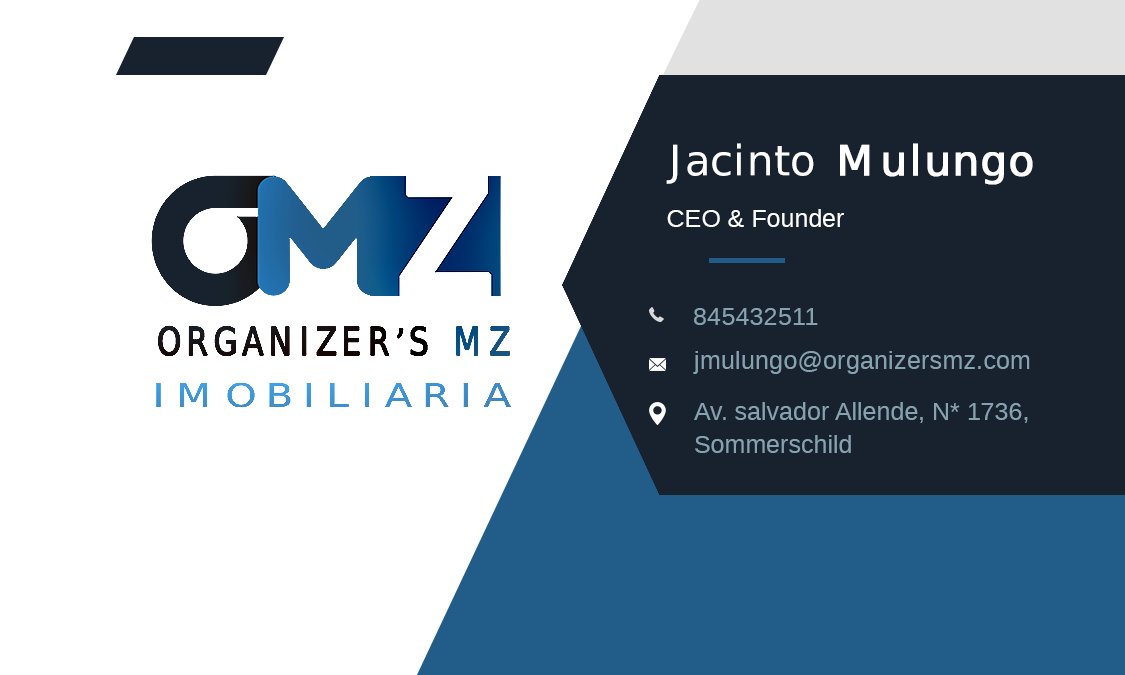 OMZ
ORGANIZER’S MZ
IMOBILIARIA
Jacinto Mulungo
CEO & Founder
845432511
jmulungo@organizersmz.com
Av. salvador Allende, N* 1736,
Sommerschild